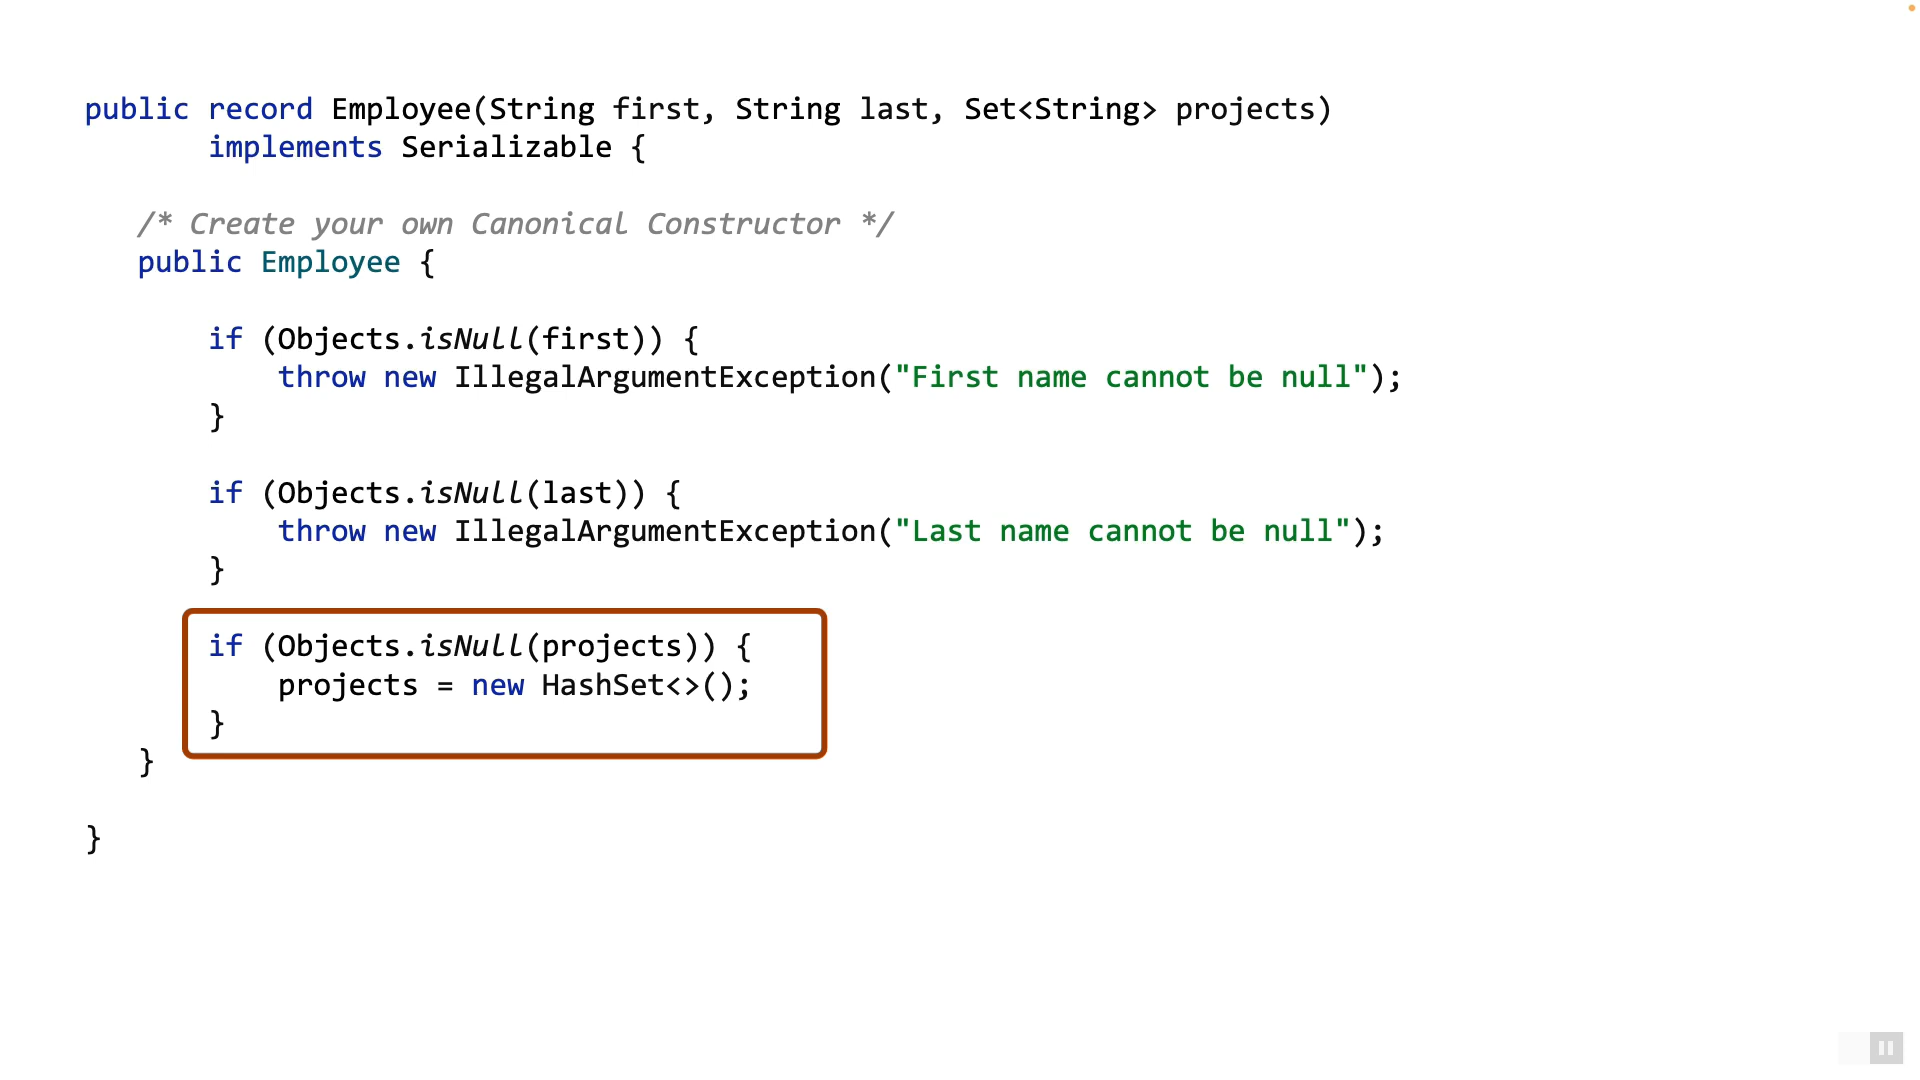 public record Employee(String first, String last, Set<String> projects)
implements Serializable {
/* Create your own Canonical Constructor */
public Employee {
if (Objects.isNull(first)) {
throw new IllegalArgumentException("First name cannot be null");
}
if (Objects.isNull(last)) {
throw new IllegalArgumentException("Last name cannot be null");
}
if (Objects.isNull(projects)) {
projects = new HashSet<>();
}
}
}